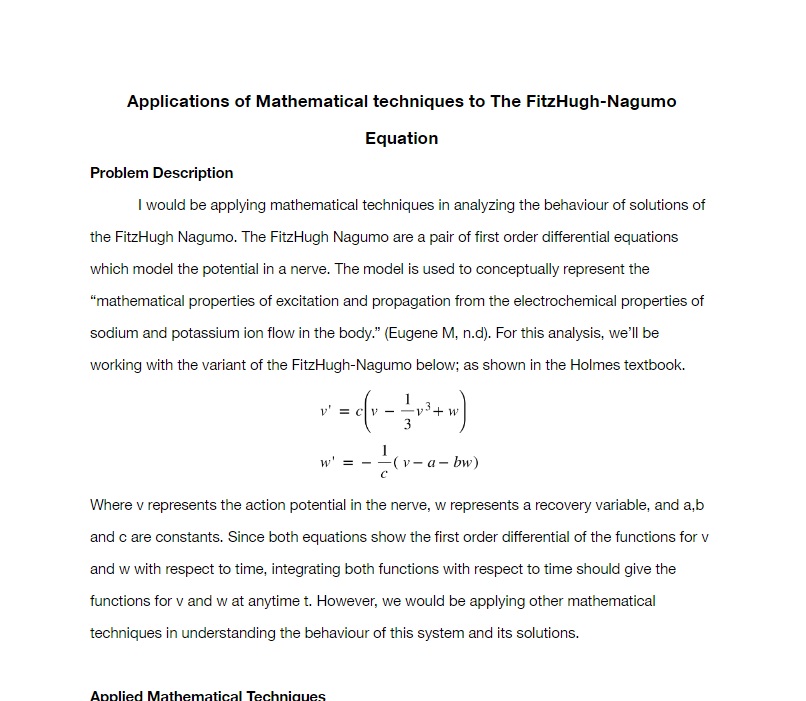 Applications of Mathematical techniques to The FitzHugh-Nagumo
Equation
Problem Description
I would be applying mathematical techniques in analyzing the behaviour of solutions of
the FitzHugh Nagumo. The FitzHugh Nagumo are a pair of first order differential equations
which model the potential in a nerve. The model is used to conceptually represent the
“mathematical properties of excitation and propagation from the electrochemical properties of
sodium and potassium ion flow in the body.” (Eugene M, n.d). For this analysis, we’ll be
working with the variant of the FitzHugh-Nagumo below; as shown in the Holmes textbook.
v' = c(v − 1/3 v³ + w)
w' = − 1/c (v − a − bw)
Where v represents the action potential in the nerve, w represents a recovery variable, and a,b
and c are constants. Since both equations show the first order differential of the functions for v
and w with respect to time, integrating both functions with respect to time should give the
functions for v and w at anytime t. However, we would be applying other mathematical
techniques in understanding the behaviour of this system and its solutions.
Applied Mathematical Techniques